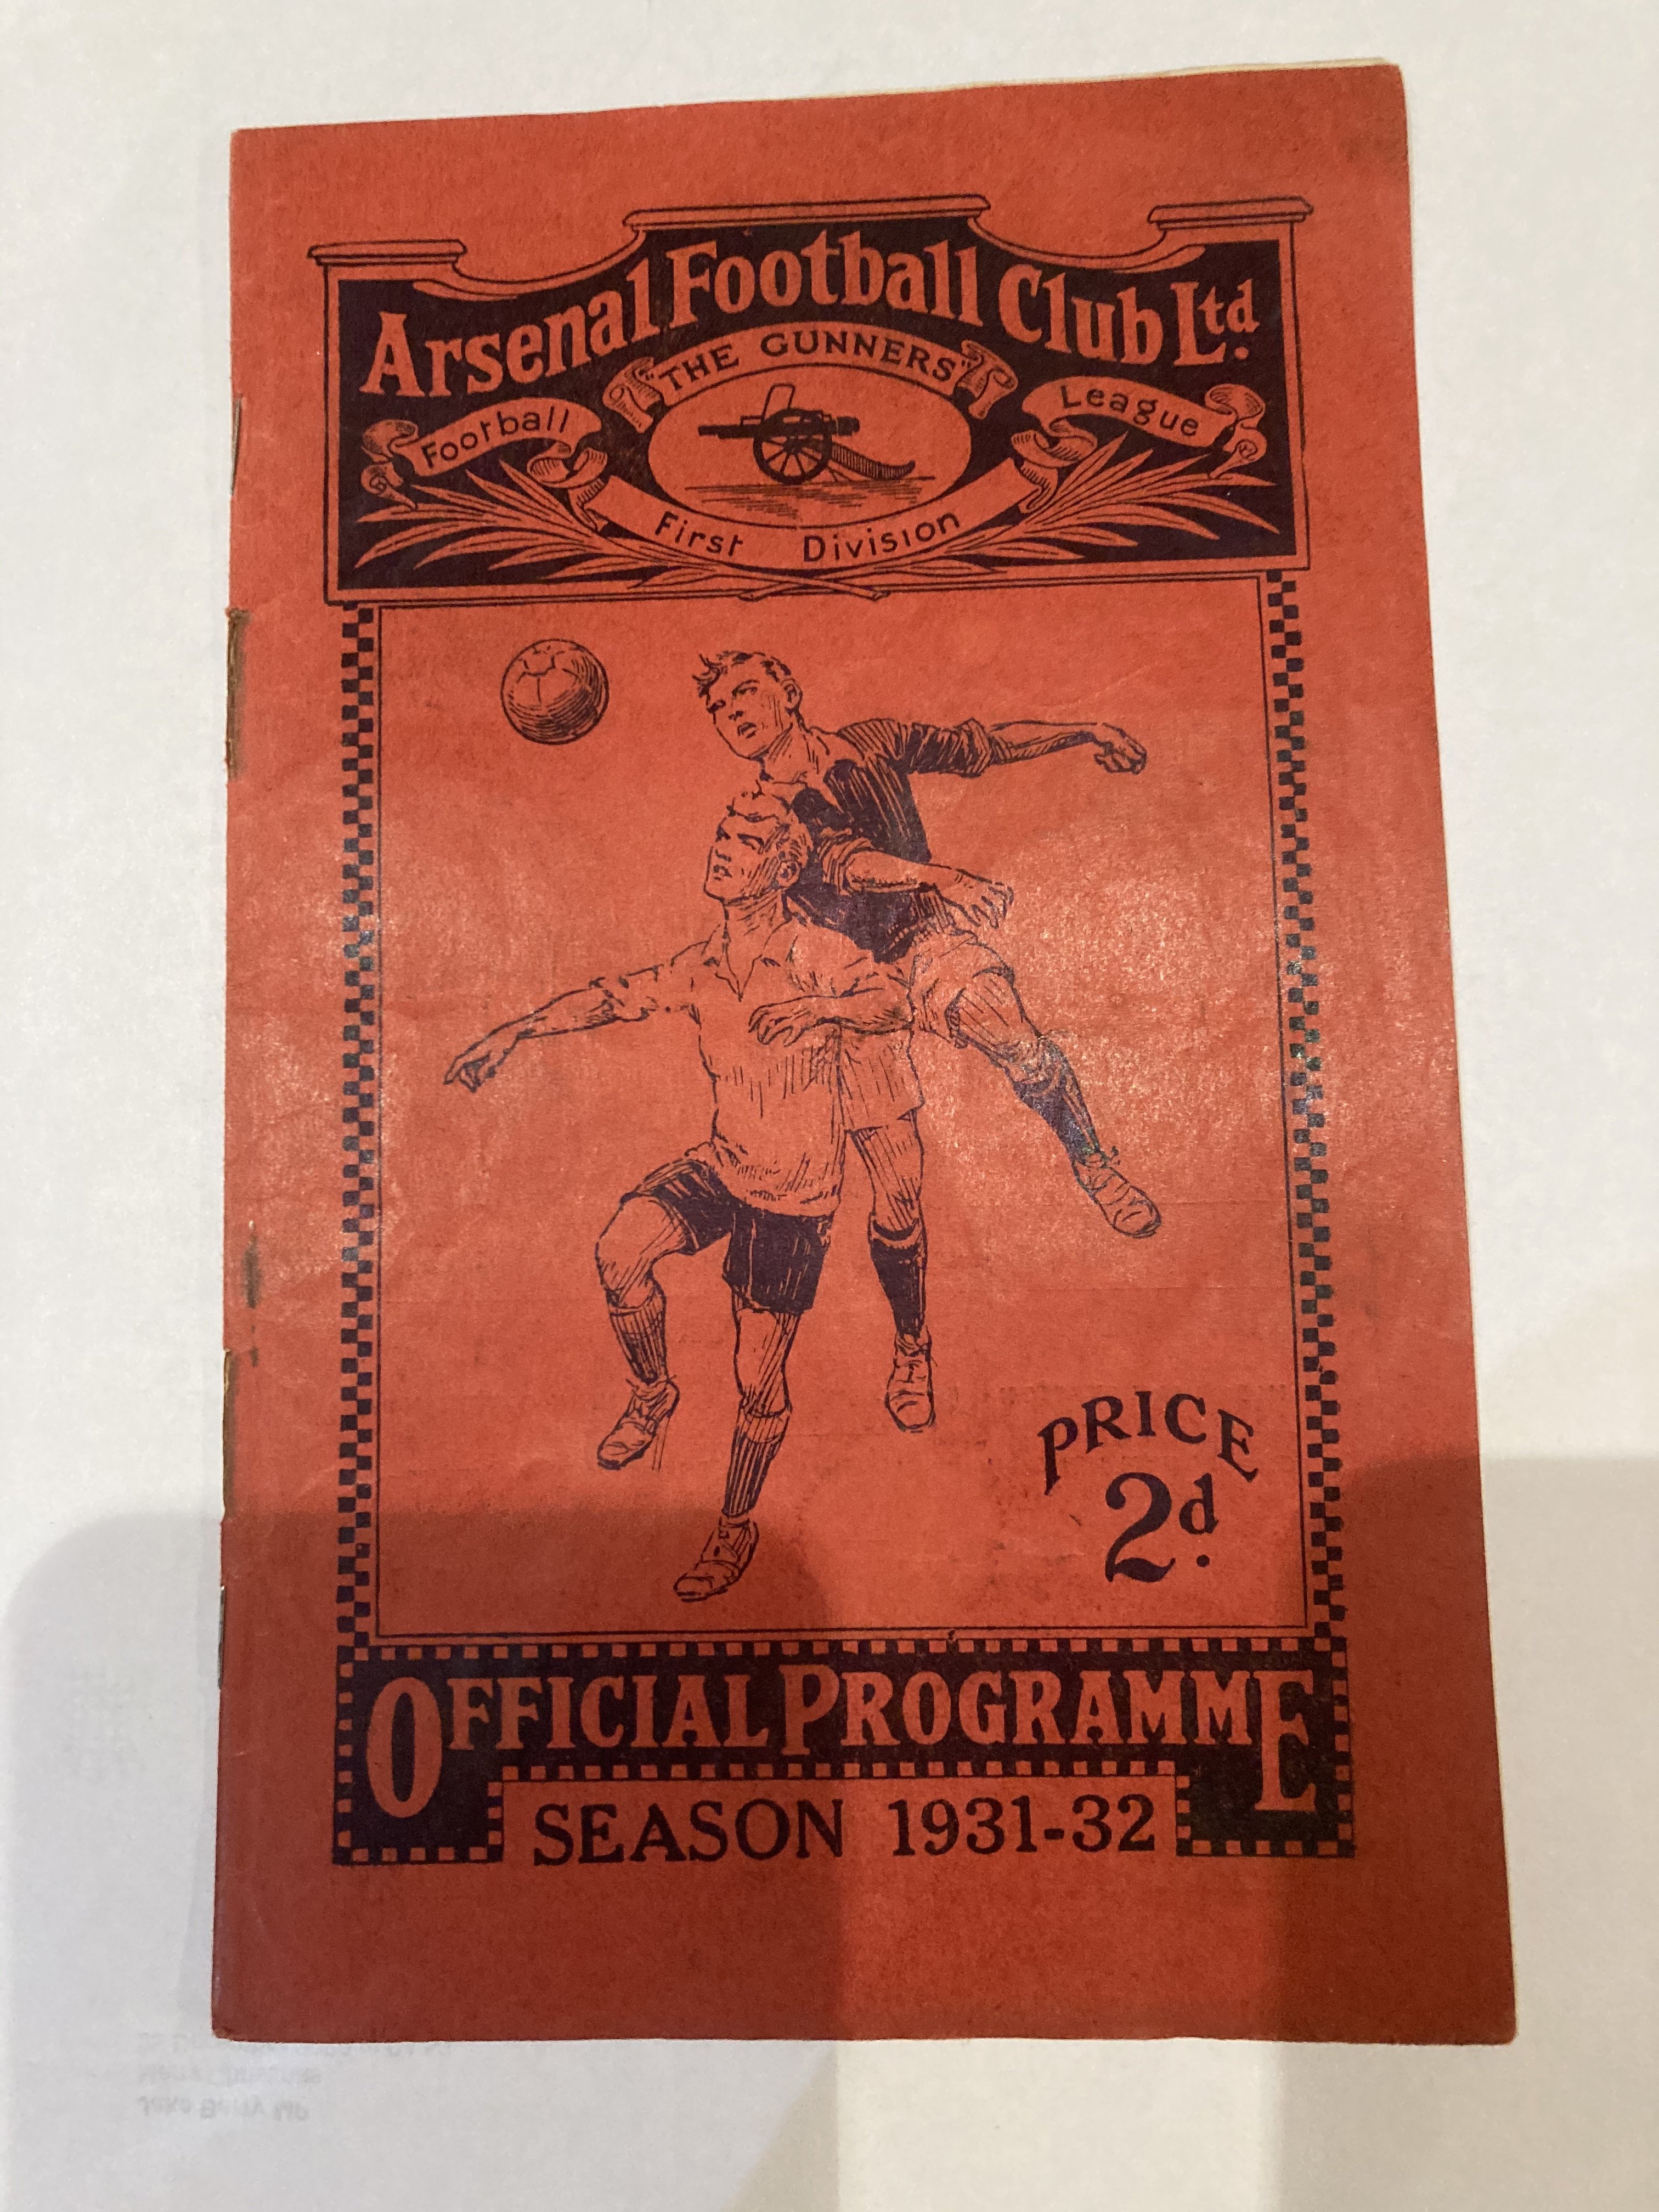 Arsenal Football Club Ltd.
"THE GUNNERS"
Football League
First Division
PRICE
2d.
OFFICIAL PROGRAMME
SEASON 1931-32